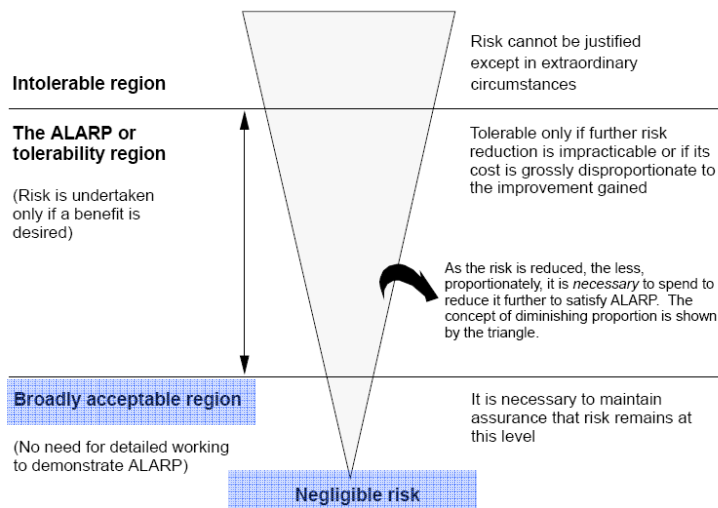 Risk cannot be justified
except in extraordinary
circumstances
Intolerable region
The ALARP or
tolerability region
(Risk is undertaken
only if a benefit is
desired)
Tolerable only if further risk
reduction is impracticable or if its
cost is grossly disproportionate to
the improvement gained
As the risk is reduced, the less,
proportionately, it is necessary to spend to
reduce it further to satisfy ALARP. The
concept of diminishing proportion is shown
by the triangle.
Broadly acceptable region
(No need for detailed working
to demonstrate ALARP)
It is necessary to maintain
assurance that risk remains at
this level
Negligible risk